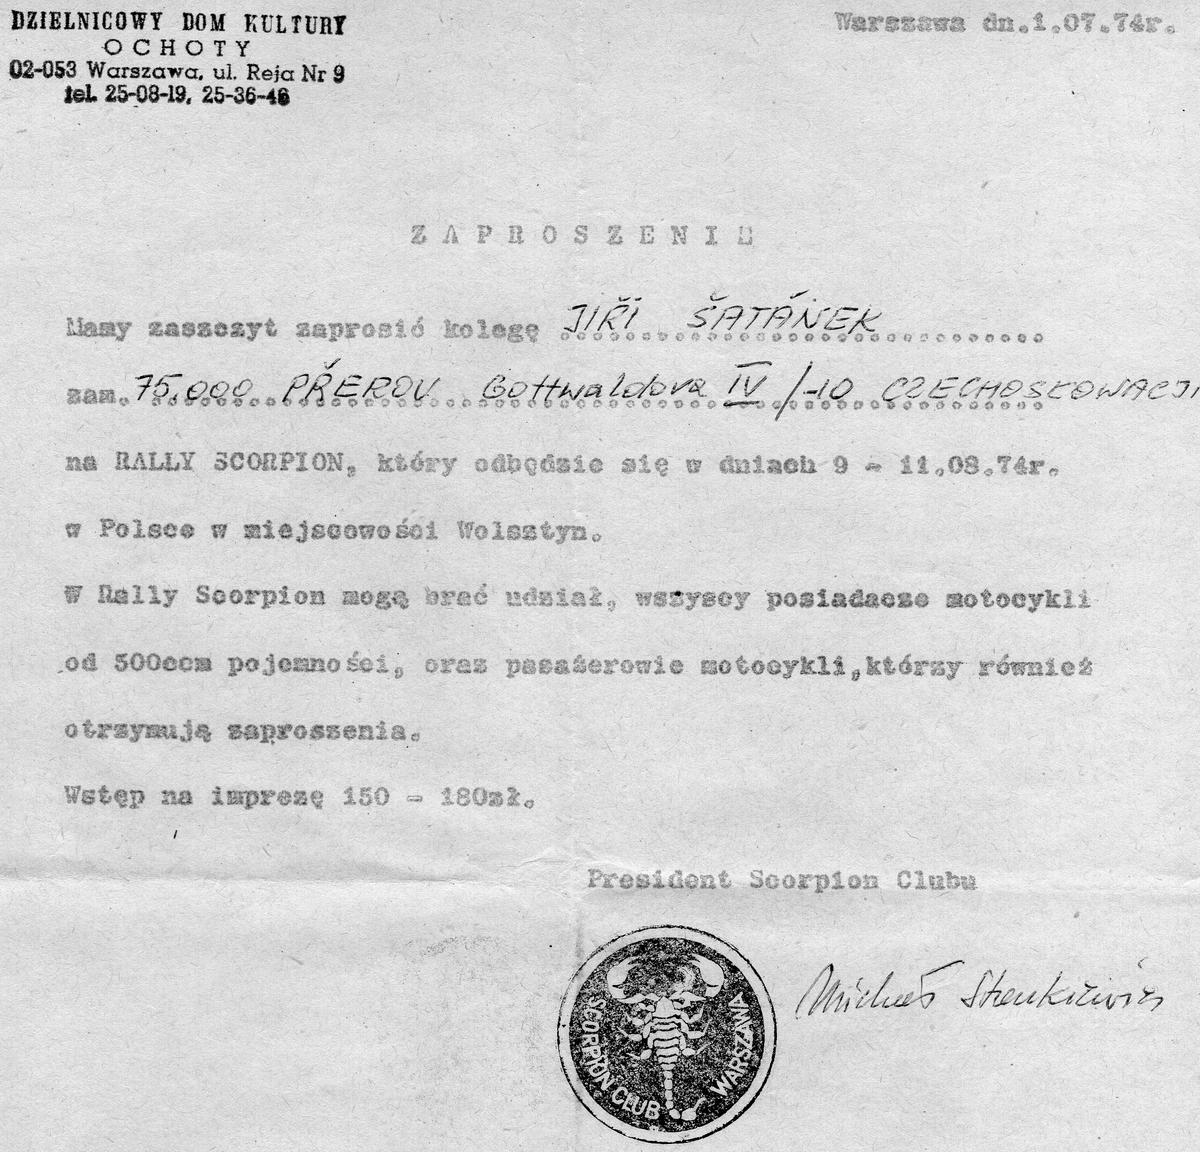 DZIELNICOWY DOM KULTURY
OCHOTY
02-053 Warszawa, ul. Reja Nr 9
tel. 25-08-19, 25-36-46
Warszawa dn.1.07.74r.
ZAPROSZENIE
Mamy zaszczyt zaprosić kolegę JIŘÍ ŠATÁNEK
zam. 75.000 PŘEROV Gottwaldova IV/-10 CZECHOSŁOWACJI
na RALLY SCORPION, który odbędzie się w dniach 9 - 11.08.74r.
w Polsce w miejscowości Wolsztyn.
W Rally Scorpion mogą brać udział, wszyscy posiadacze motocykli
od 500ccm pojemności, oraz pasażerowie motocykli,którzy również
otrzymują zaproszenia.
Wstęp na imprezę 150 - 180zł.
President Scorpion Clubu
Michał Stankiewicz
SCORPION CLUB WARSZAWA